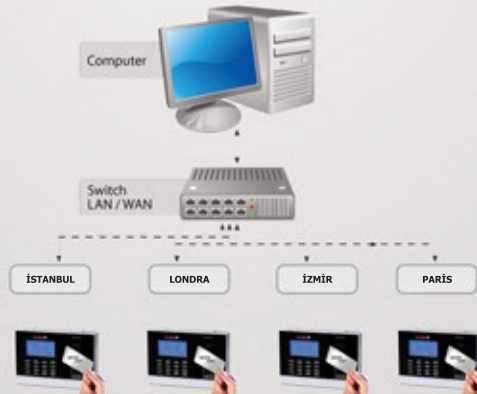 Computer
Switch
LAN / WAN
İSTANBUL
LONDRA
İZMİR
PARİS